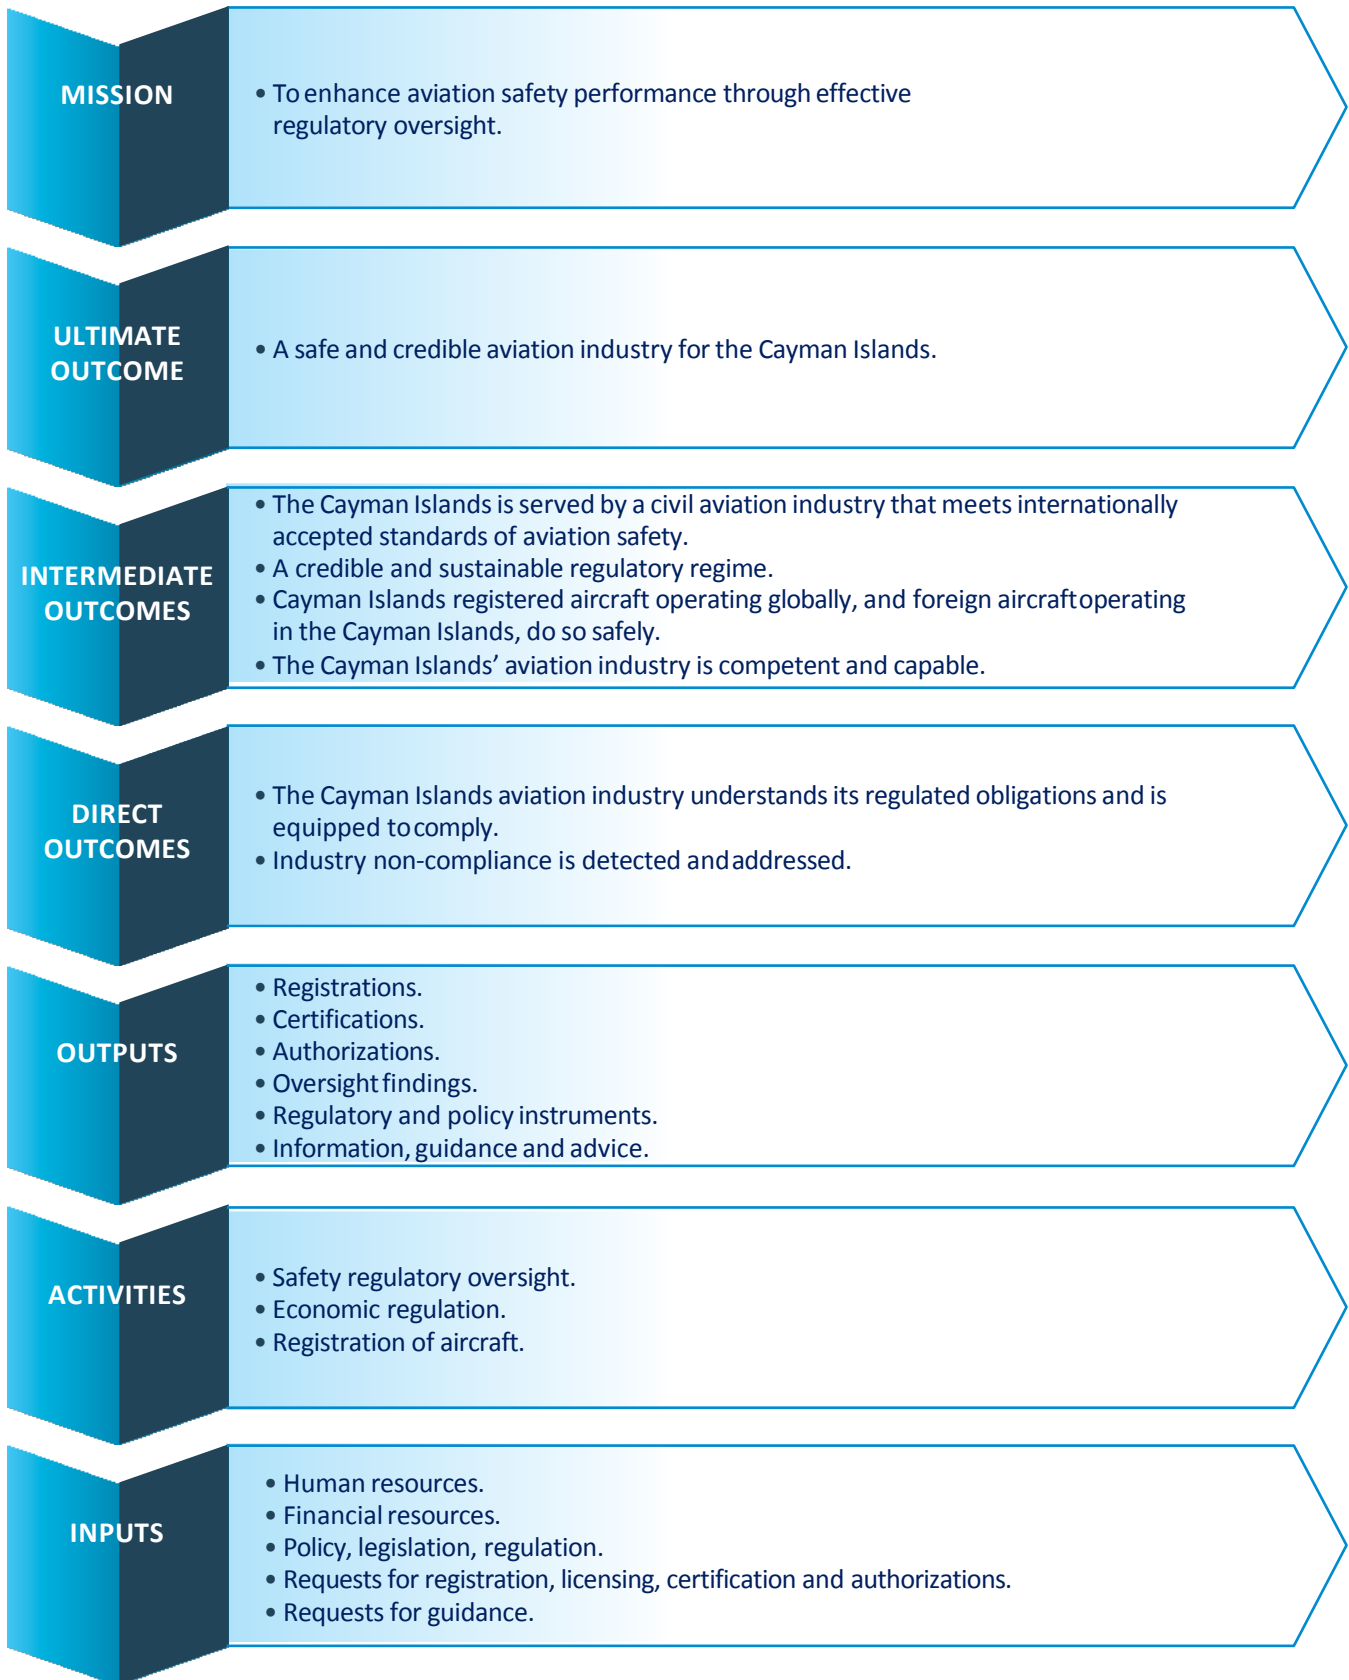 MISSION
• To enhance aviation safety performance through effective
regulatory oversight.
ULTIMATE
OUTCOME
• A safe and credible aviation industry for the Cayman Islands.
INTERMEDIATE
OUTCOMES
• The Cayman Islands is served by a civil aviation industry that meets internationally
accepted standards of aviation safety.
• A credible and sustainable regulatory regime.
• Cayman Islands registered aircraft operating globally, and foreign aircraft operating
in the Cayman Islands, do so safely.
• The Cayman Islands’ aviation industry is competent and capable.
DIRECT
OUTCOMES
• The Cayman Islands aviation industry understands its regulated obligations and is
equipped to comply.
• Industry non-compliance is detected and addressed.
OUTPUTS
• Registrations.
• Certifications.
• Authorizations.
• Oversight findings.
• Regulatory and policy instruments.
• Information, guidance and advice.
ACTIVITIES
• Safety regulatory oversight.
• Economic regulation.
• Registration of aircraft.
INPUTS
• Human resources.
• Financial resources.
• Policy, legislation, regulation.
• Requests for registration, licensing, certification and authorizations.
• Requests for guidance.